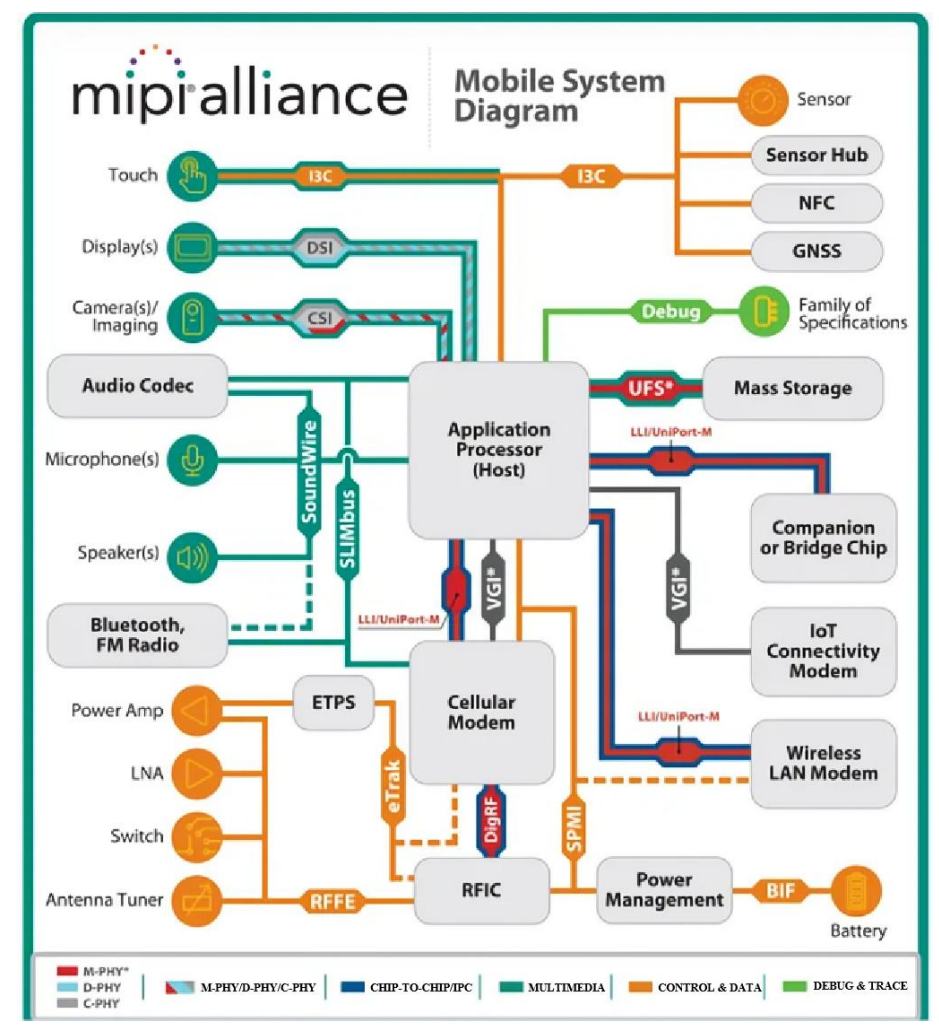 mipi alliance
Mobile System
Diagram
Sensor
Sensor Hub
NFC
GNSS
Touch
I3C
I3C
Display(s)
DSI
Camera(s)/
Imaging
CSI
Debug
Family of
Specifications
Audio Codec
Application
Processor
(Host)
UFS*
Mass Storage
LLI/UniPort-M
Microphone(s)
SoundWire
SLIMbus
Companion
or Bridge Chip
Speaker(s)
VGI*
VGI*
LLI/UniPort-M
Bluetooth,
FM Radio
IoT
Connectivity
Modem
Power Amp
ETPS
Cellular
Modem
LLI/UniPort-M
Wireless
LAN Modem
LNA
eTrak
DigRF
SPMI
Switch
Antenna Tuner
RFFE
RFIC
Power
Management
BIF
Battery
M-PHY*
D-PHY
C-PHY
M-PHY/D-PHY/C-PHY
CHIP-TO-CHIP/IPC
MULTIMEDIA
CONTROL & DATA
DEBUG & TRACE